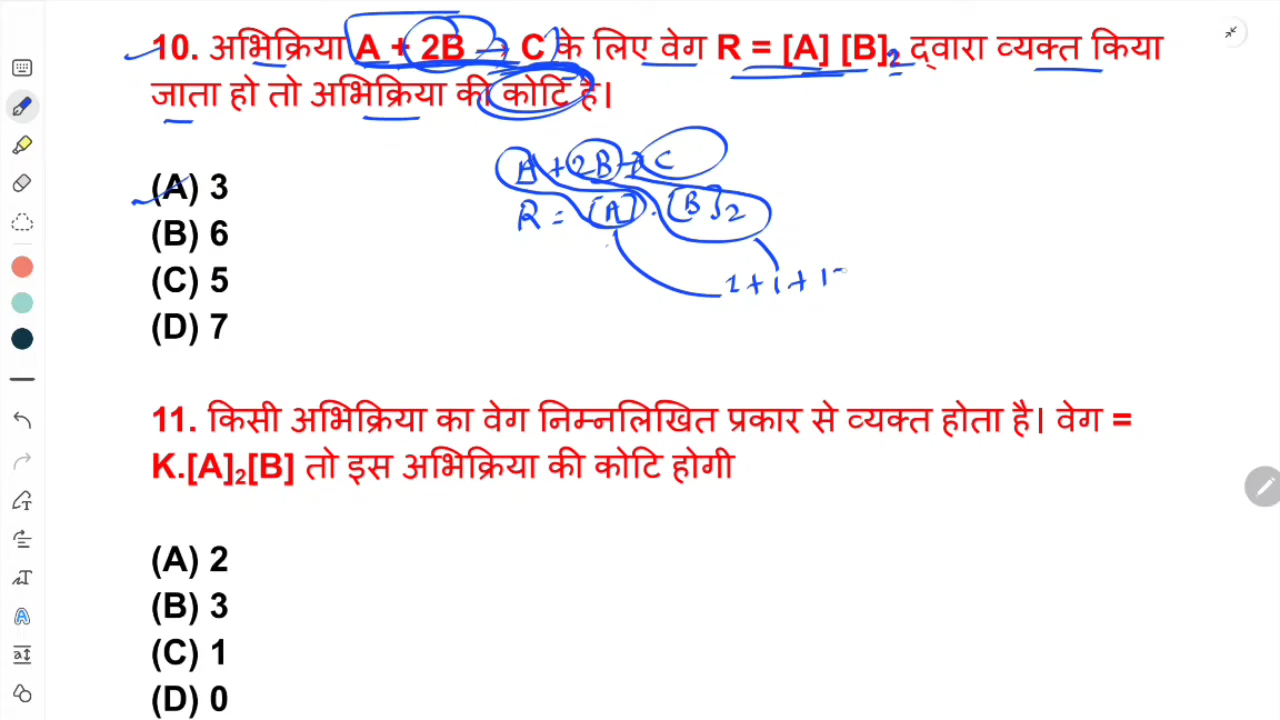 10. अभिक्रिया A + 2B → C के लिए वेग R = [A] [B]₂ द्वारा व्यक्त किया
जाता हो तो अभिक्रिया की कोटि है।
A + 2B → C
(A) 3
R = [A] . [B]₂
(B) 6
(C) 5
1 + 1 + 1
(D) 7
11. किसी अभिक्रिया का वेग निम्नलिखित प्रकार से व्यक्त होता है। वेग =
K.[A]₂[B] तो इस अभिक्रिया की कोटि होगी
(A) 2
(B) 3
(C) 1
(D) 0